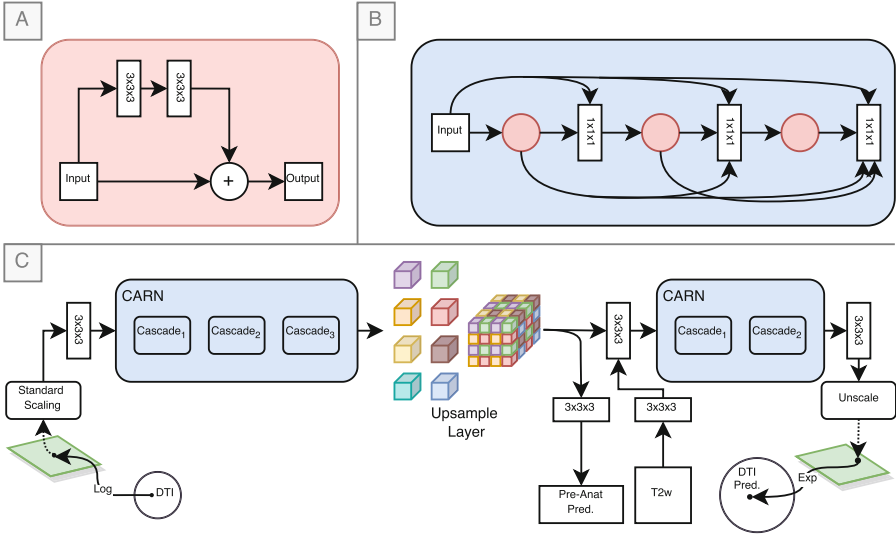 A
3x3x3
3x3x3
Input
+
Output
B
Input
1x1x1
1x1x1
1x1x1
C
3x3x3
CARN
Cascade1
Cascade2
Cascade3
Standard
Scaling
Log
DTI
Upsample
Layer
3x3x3
3x3x3
3x3x3
Pre-Anat
Pred.
T2w
CARN
Cascade1
Cascade2
3x3x3
Unscale
DTI
Pred.
Exp